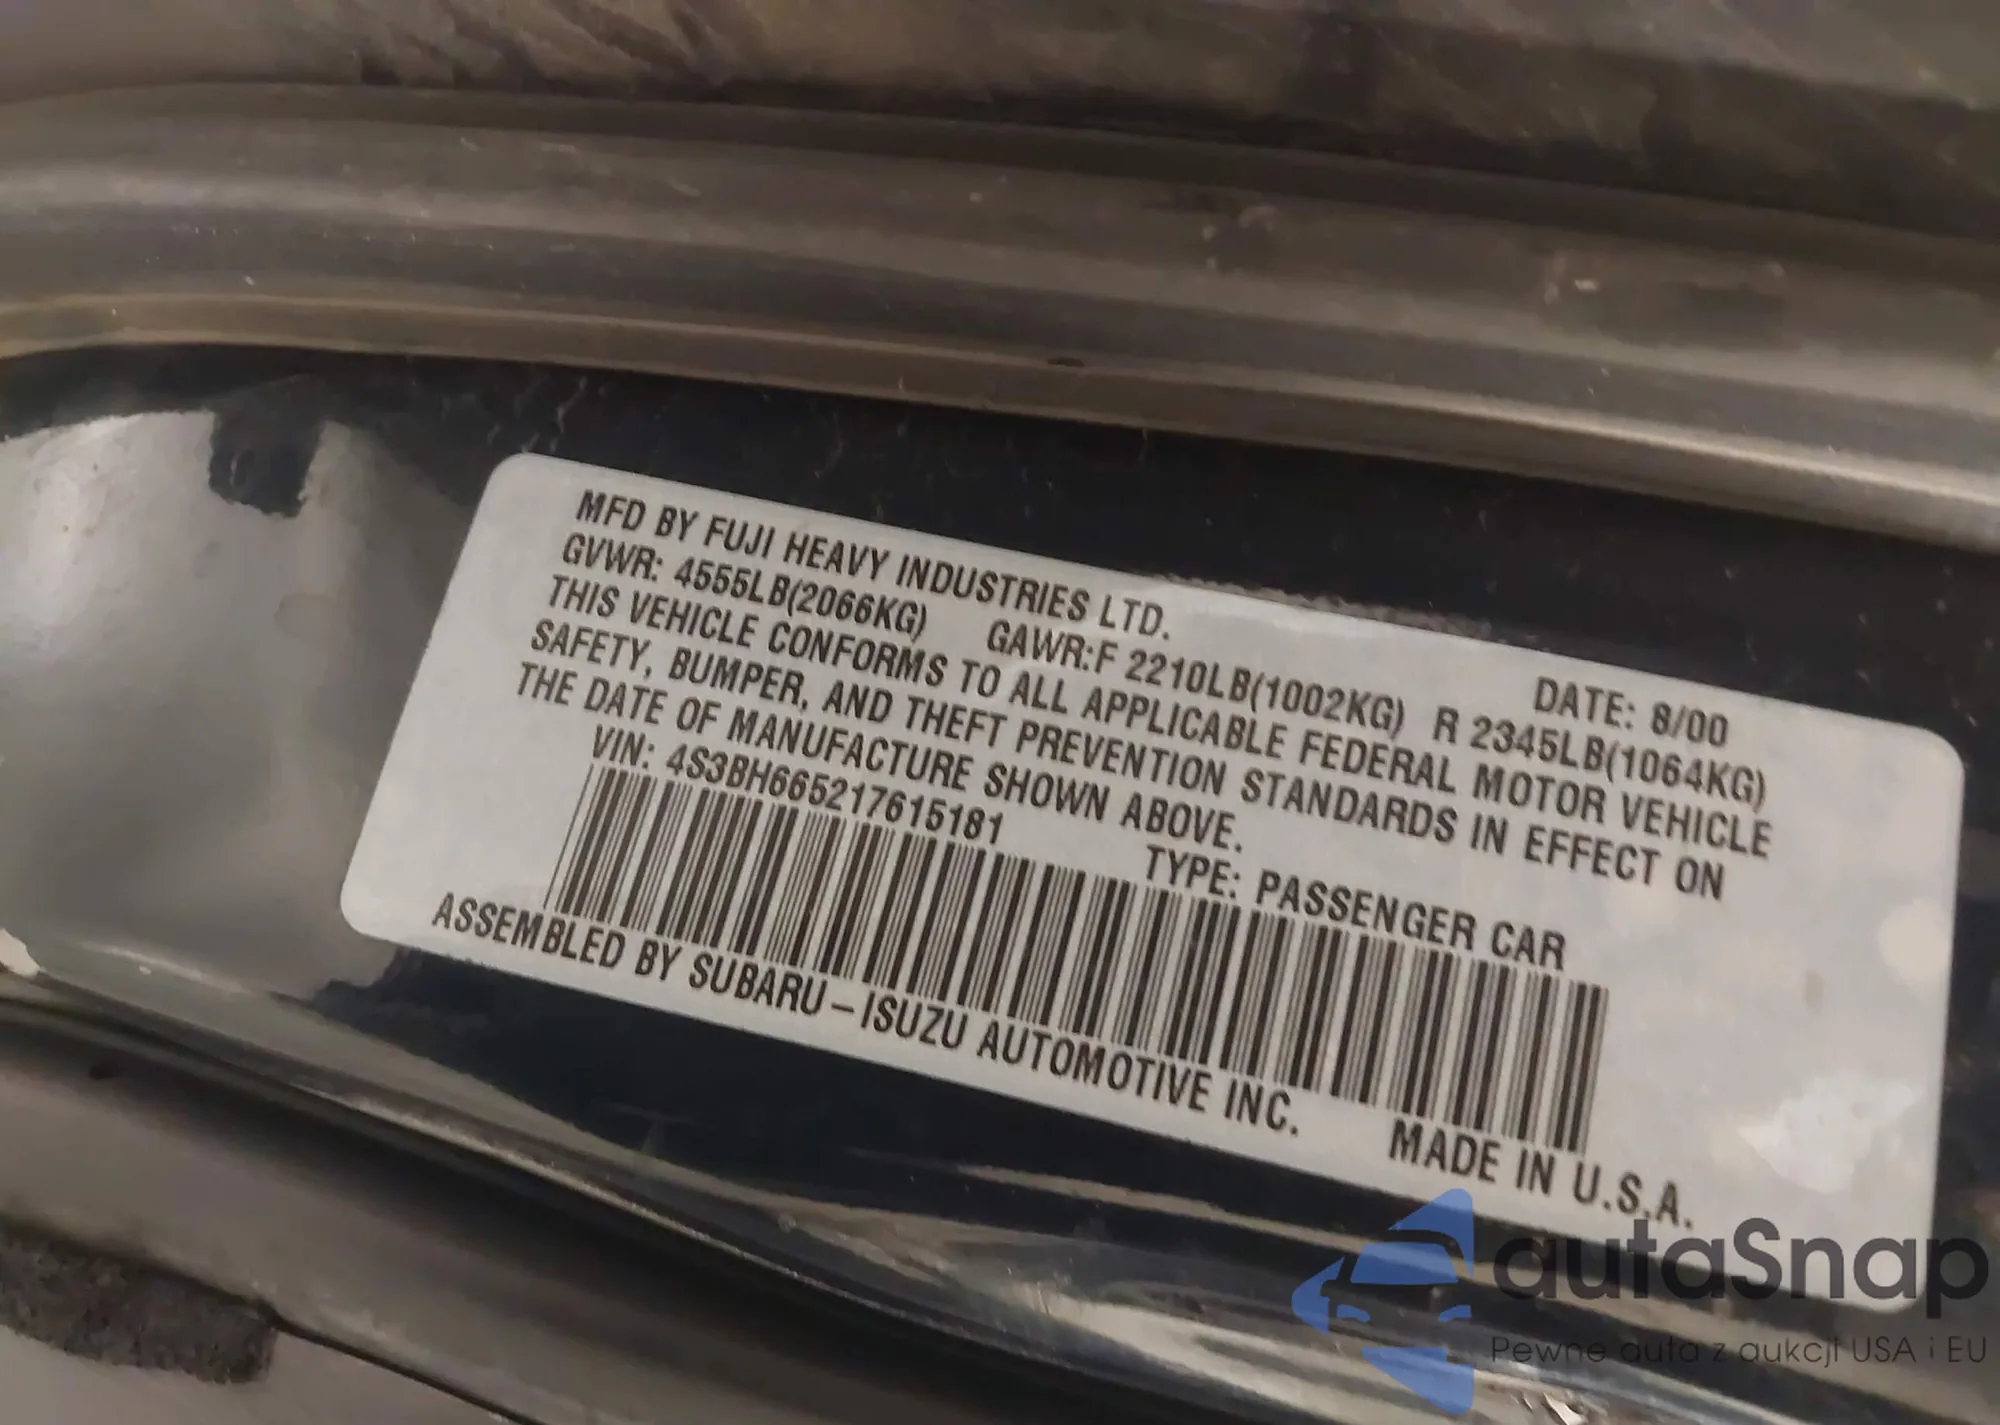 MFD BY FUJI HEAVY INDUSTRIES LTD. DATE: 8/00
GVWR: 4555LB(2066KG) GAWR:F 2210LB(1002KG) R 2345LB(1064KG)
THIS VEHICLE CONFORMS TO ALL APPLICABLE FEDERAL MOTOR VEHICLE
SAFETY, BUMPER, AND THEFT PREVENTION STANDARDS IN EFFECT ON
THE DATE OF MANUFACTURE SHOWN ABOVE.
VIN: 4S3BH665217615181 TYPE: PASSENGER CAR
ASSEMBLED BY SUBARU-ISUZU AUTOMOTIVE INC. MADE IN U.S.A.
autaSnap
Pewne auta z aukcji USA i EU